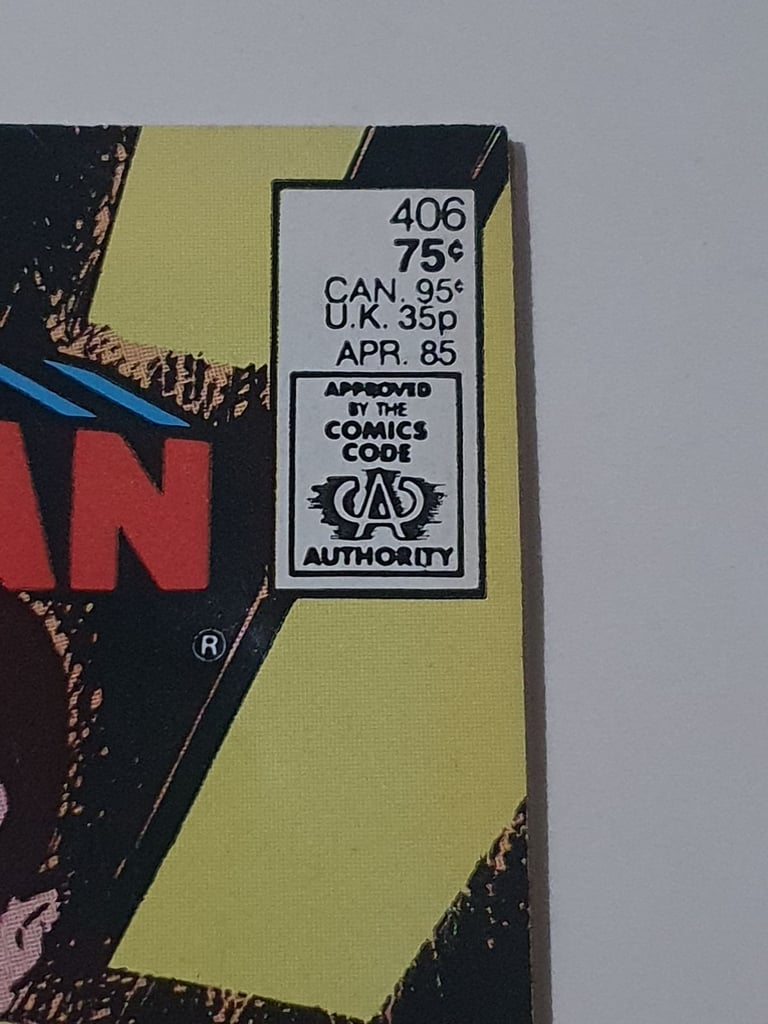 406
75¢
CAN. 95¢
U.K. 35p
APR. 85
APPROVED
BY THE
COMICS
CODE
CA
AUTHORITY
AN
®